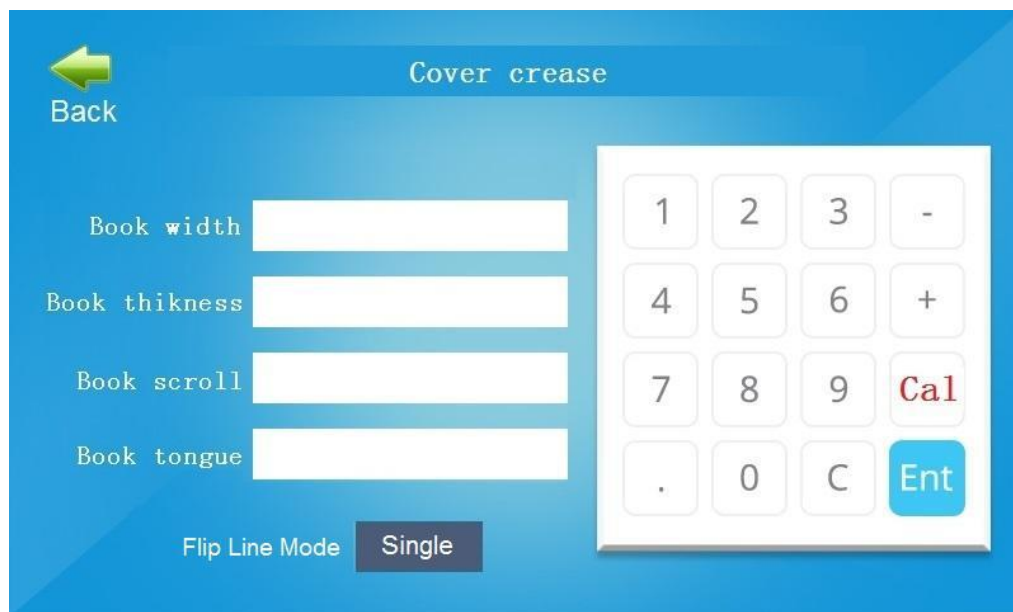 Cover crease
Back
Book width
Book thikness
Book scroll
Book tongue
Flip Line Mode Single
1 2 3 -
4 5 6 +
7 8 9 Cal
. 0 C Ent